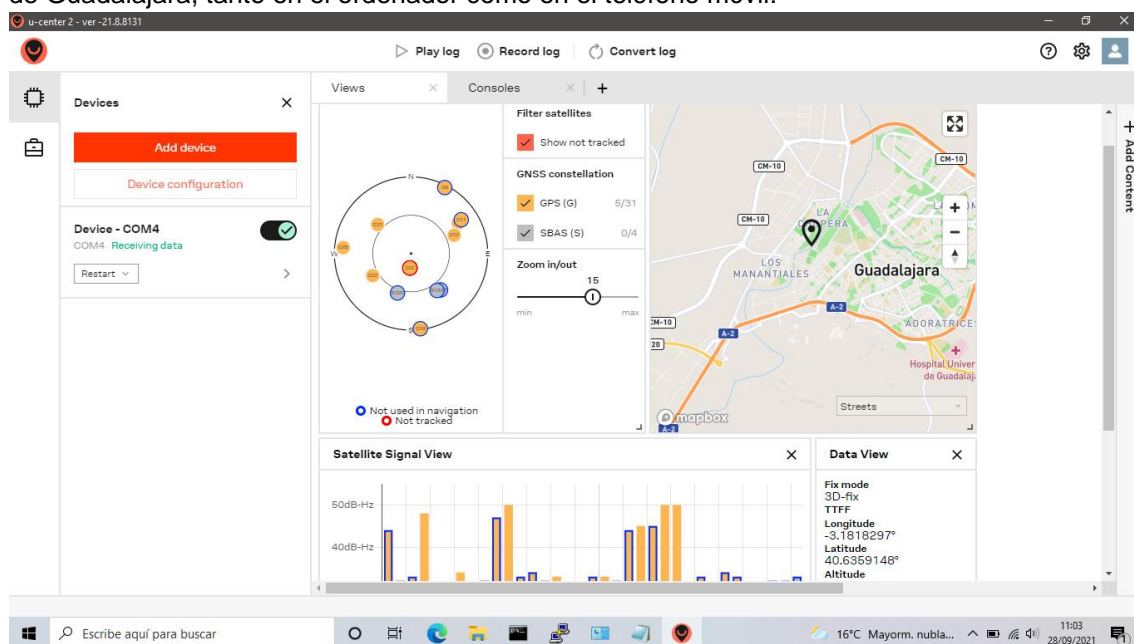 de Guadalajara, tanto en el ordenador como en el teléfono móvil.
u-center 2 - ver -21.8.8131
Play log
Record log
Convert log
Devices
Add device
Device configuration
Device - COM4
COM4 Receiving data
Restart
Views
Consoles
+
Filter satellites
Show not tracked
GNSS constellation
GPS (G) 5/31
SBAS (S) 0/4
Zoom in/out
15
min max
N
W
E
S
Not used in navigation
Not tracked
CM-10
CM-10
CM-10
LA
LOS
MANANTIALES
Guadalajara
A-2
A-2
ADORATRICE
CM-10
20
Hospital Univer
de Guadalaj
mapbox
A-2
Streets
+ Add Content
Satellite Signal View
50dB-Hz
40dB-Hz
Data View
Fix mode
3D-fix
TTFF
Longitude
-3.1818297°
Latitude
40.6359148°
Altitude
Escribe aquí para buscar
16°C Mayorm. nubla...
11:03
28/09/2021